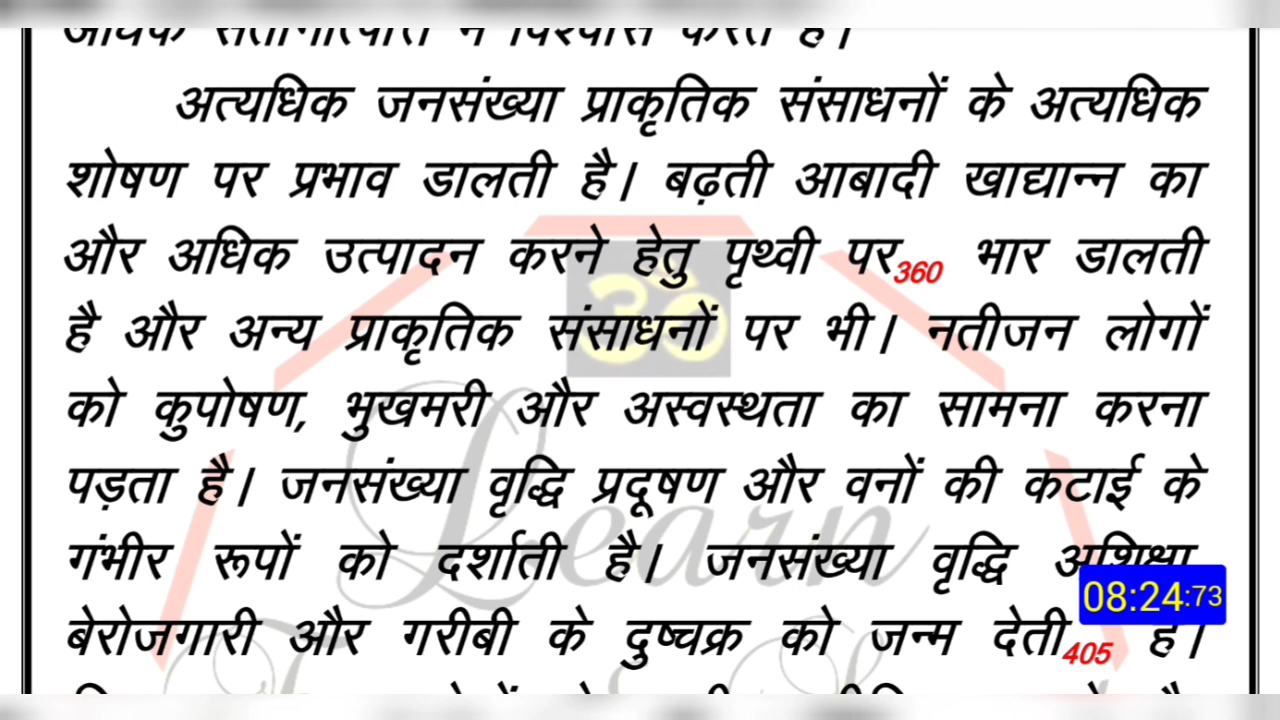 अत्यधिक जनसंख्या प्राकृतिक संसाधनों के अत्यधिक
शोषण पर प्रभाव डालती है। बढ़ती आबादी खाद्यान्न का
और अधिक उत्पादन करने हेतु पृथ्वी पर360 भार डालती
है और अन्य प्राकृतिक संसाधनों पर भी। नतीजन लोगों
को कुपोषण, भुखमरी और अस्वस्थता का सामना करना
पड़ता है। जनसंख्या वृद्धि प्रदूषण और वनों की कटाई के
गंभीर रूपों को दर्शाती है। जनसंख्या वृद्धि अशिक्षा
08:24:73
बेरोजगारी और गरीबी के दुष्चक्र को जन्म देती405 है।
ॐ
Learn